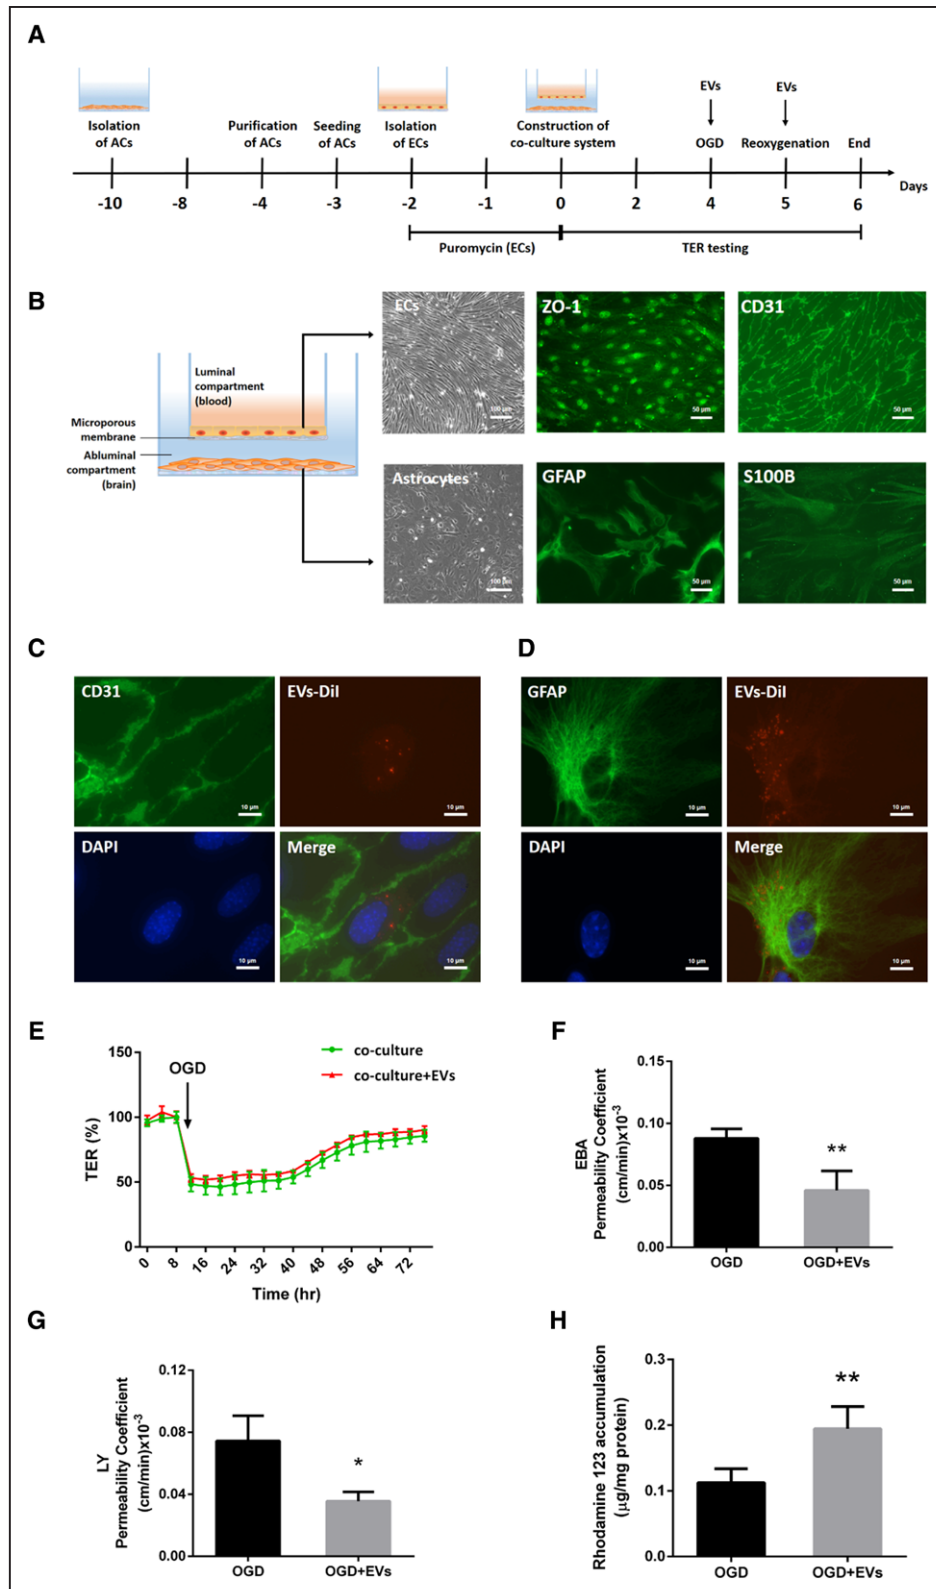 A
EVs
EVs
Isolation
of ACs
Purification
of ACs
Seeding
of ACs
Isolation
of ECs
Construction of
co-culture system
OGD
Reoxygenation
End
Days
-10
-8
-4
-3
-2
-1
0
2
4
5
6
Puromycin (ECs)
TER testing
B
Luminal
compartment
(blood)
Microporous
membrane
Abluminal
compartment
(brain)
ECs
100 µm
ZO-1
50 µm
CD31
50 µm
Astrocytes
100 µm
GFAP
50 µm
S100B
50 µm
C
CD31
10 µm
EVs-DiI
10 µm
DAPI
10 µm
Merge
10 µm
D
GFAP
10 µm
EVs-DiI
10 µm
DAPI
10 µm
Merge
10 µm
E
TER (%)
150
100
50
0
OGD
co-culture
co-culture+EVs
0
8
16
24
32
40
48
56
64
72
Time (hr)
F
EBA
Permeability Coefficient
(cm/min)x10⁻³
0.15
0.10
0.05
0.00
**
OGD
OGD+EVs
G
LY
Permeability Coefficient
(cm/min)x10⁻³
0.12
0.08
0.04
0.00
*
OGD
OGD+EVs
H
Rhodamine 123 accumulation
(µg/mg protein)
0.3
0.2
0.1
0.0
**
OGD
OGD+EVs